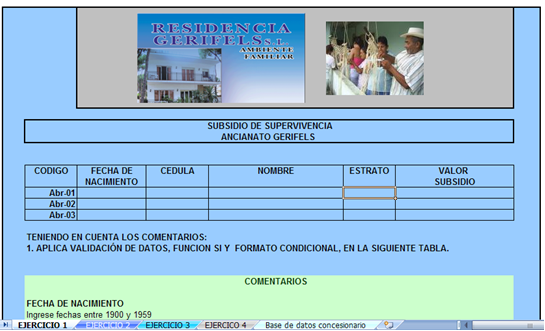 RESIDENCIA
GERIFELS S.L.
AMBIENTE
FAMILIAR
SUBSIDIO DE SUPERVIVENCIA
ANCIANATO GERIFELS
CODIGO FECHA DE NACIMIENTO CEDULA NOMBRE ESTRATO VALOR SUBSIDIO
Abr-01
Abr-02
Abr-03
TENIENDO EN CUENTA LOS COMENTARIOS:
1. APLICA VALIDACIÓN DE DATOS, FUNCION SI Y FORMATO CONDICIONAL, EN LA SIGUIENTE TABLA.
COMENTARIOS
FECHA DE NACIMIENTO
Ingrese fechas entre 1900 y 1959
EJERCICIO 1 EJERCICIO 2 EJERCICIO 3 EJERCICO 4 Base de datos concesionario